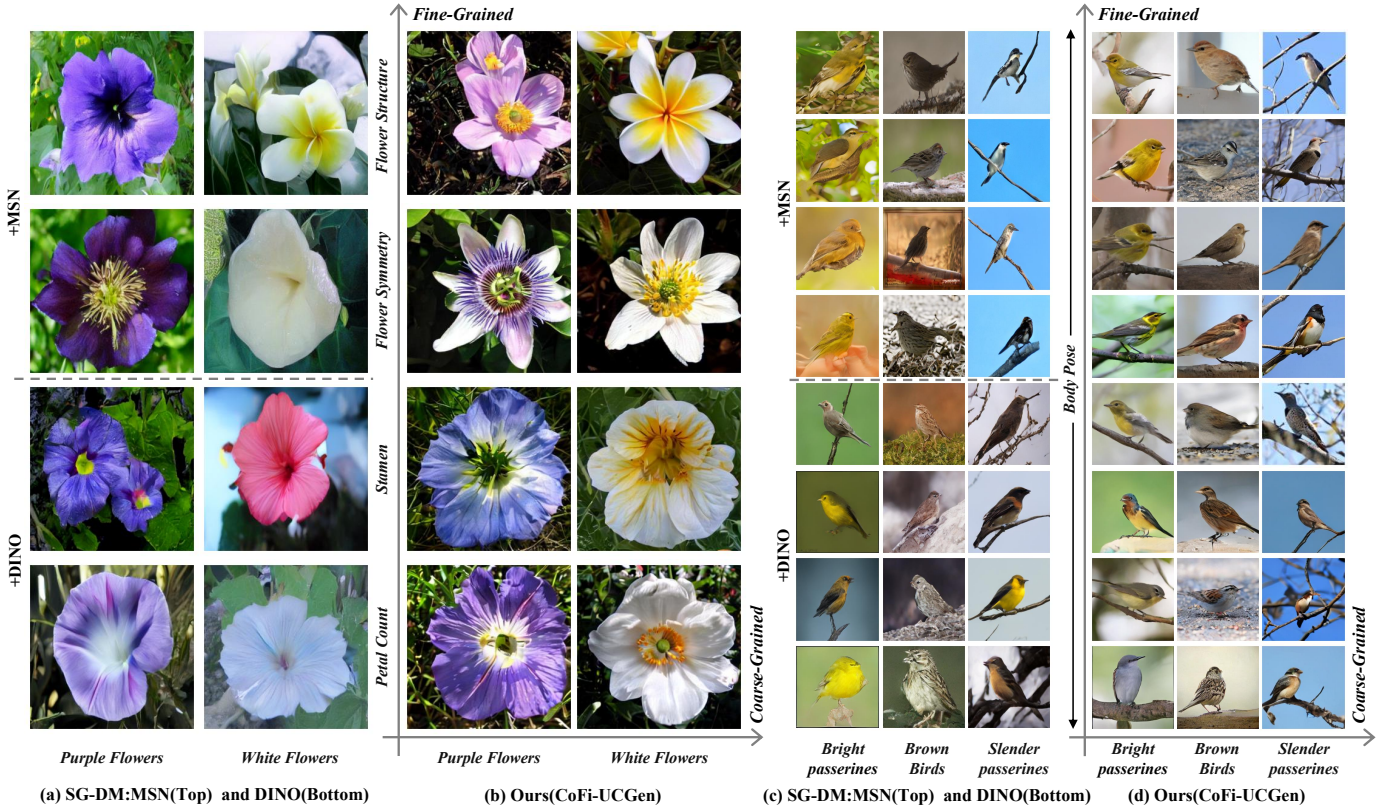 Fine-Grained
Fine-Grained
+MSN
+DINO
Flower Structure
Flower Symmetry
Stamen
Petal Count
Coarse-Grained
+MSN
+DINO
Body Pose
Coarse-Grained
Purple Flowers
White Flowers
Purple Flowers
White Flowers
Bright
passerines
Brown
Birds
Slender
passerines
Bright
passerines
Brown
Birds
Slender
passerines
(a) SG-DM:MSN(Top) and DINO(Bottom)
(b) Ours(CoFi-UCGen)
(c) SG-DM:MSN(Top) and DINO(Bottom)
(d) Ours(CoFi-UCGen)